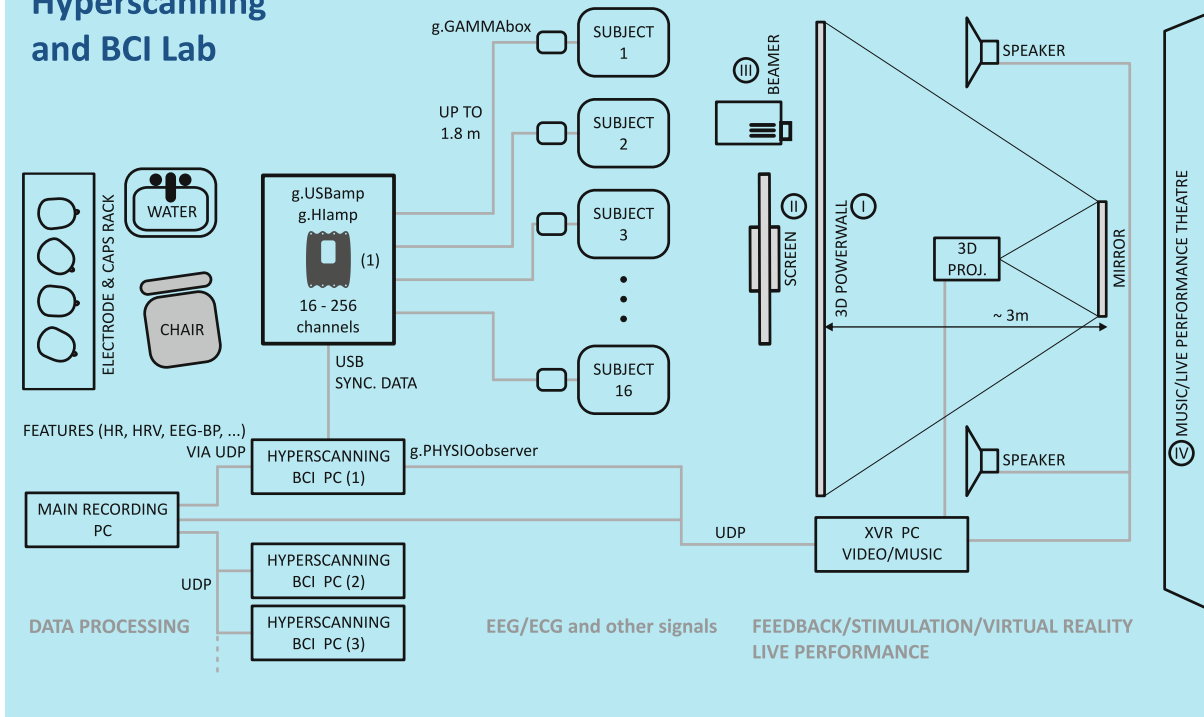 Hyperscanning
and BCI Lab
g.GAMMAbox
UP TO
1.8 m
SUBJECT
1
SUBJECT
2
SUBJECT
3
SUBJECT
16
ELECTRODE & CAPS RACK
WATER
CHAIR
g.USBamp
g.HIamp
(1)
16 - 256
channels
USB
SYNC. DATA
III
BEAMER
II
SCREEN
I
3D POWERWALL
3D
PROJ.
MIRROR
~ 3m
SPEAKER
SPEAKER
IV
MUSIC/LIVE PERFORMANCE THEATRE
FEATURES (HR, HRV, EEG-BP, ...)
VIA UDP
HYPERSCANNING
BCI PC (1)
g.PHYSIOobserver
MAIN RECORDING
PC
UDP
XVR PC
VIDEO/MUSIC
UDP
HYPERSCANNING
BCI PC (2)
HYPERSCANNING
BCI PC (3)
DATA PROCESSING
EEG/ECG and other signals
FEEDBACK/STIMULATION/VIRTUAL REALITY
LIVE PERFORMANCE